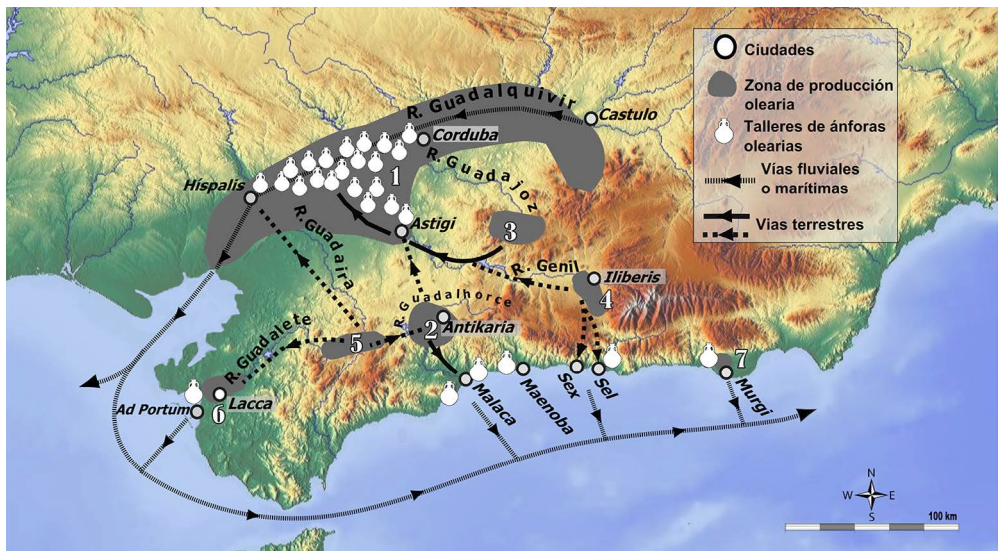 Ciudades
Zona de producción
olearia
Talleres de ánforas
olearias
Vías fluviales
o marítimas
Vias terrestres
R. Guadalquivir
Castulo
Corduba
R. Guadajoz
1
Híspalis
Astigi
3
R. Guadaira
R. Genil
Iliberis
4
R. Guadalhorce
2
Antikaria
5
R. Guadalete
7
6
Lacca
Ad Portum
Malaca
Maenoba
Sex
Sel
Murgi
N
W
E
S
100 km